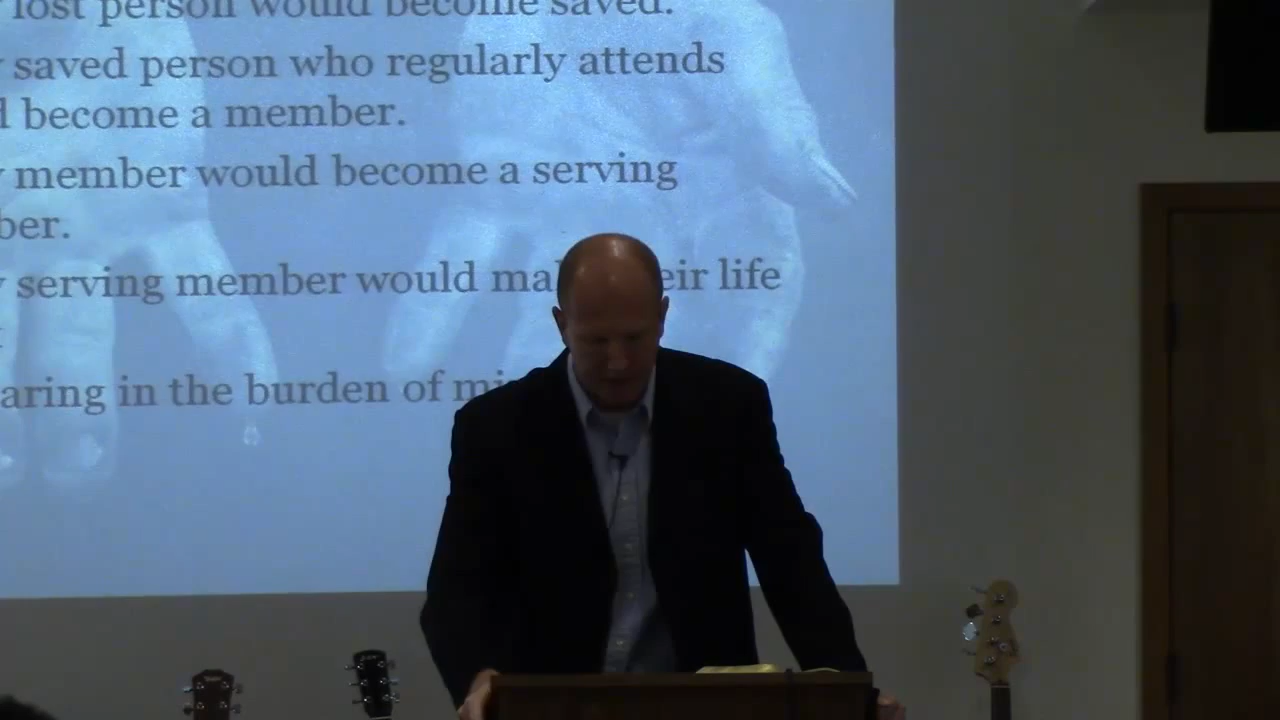 lost person would become saved.
saved person who regularly attends
become a member.
member would become a serving
ber.
serving member would ma eir life
aring in the burden of mi